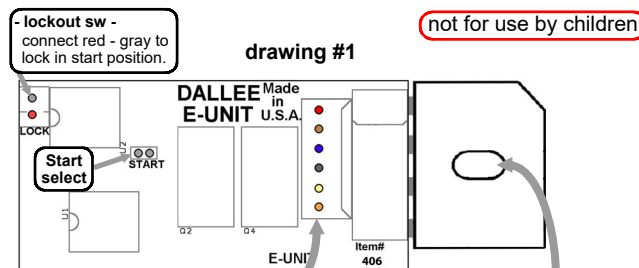 - lockout sw -
connect red - gray to
lock in start position.
not for use by children
drawing #1
DALLEE Made
in
E-UNIT U.S.A.
LOCK
U2
START
Start
select
U1
Q2
Q4
Item#
E-UNIT
406